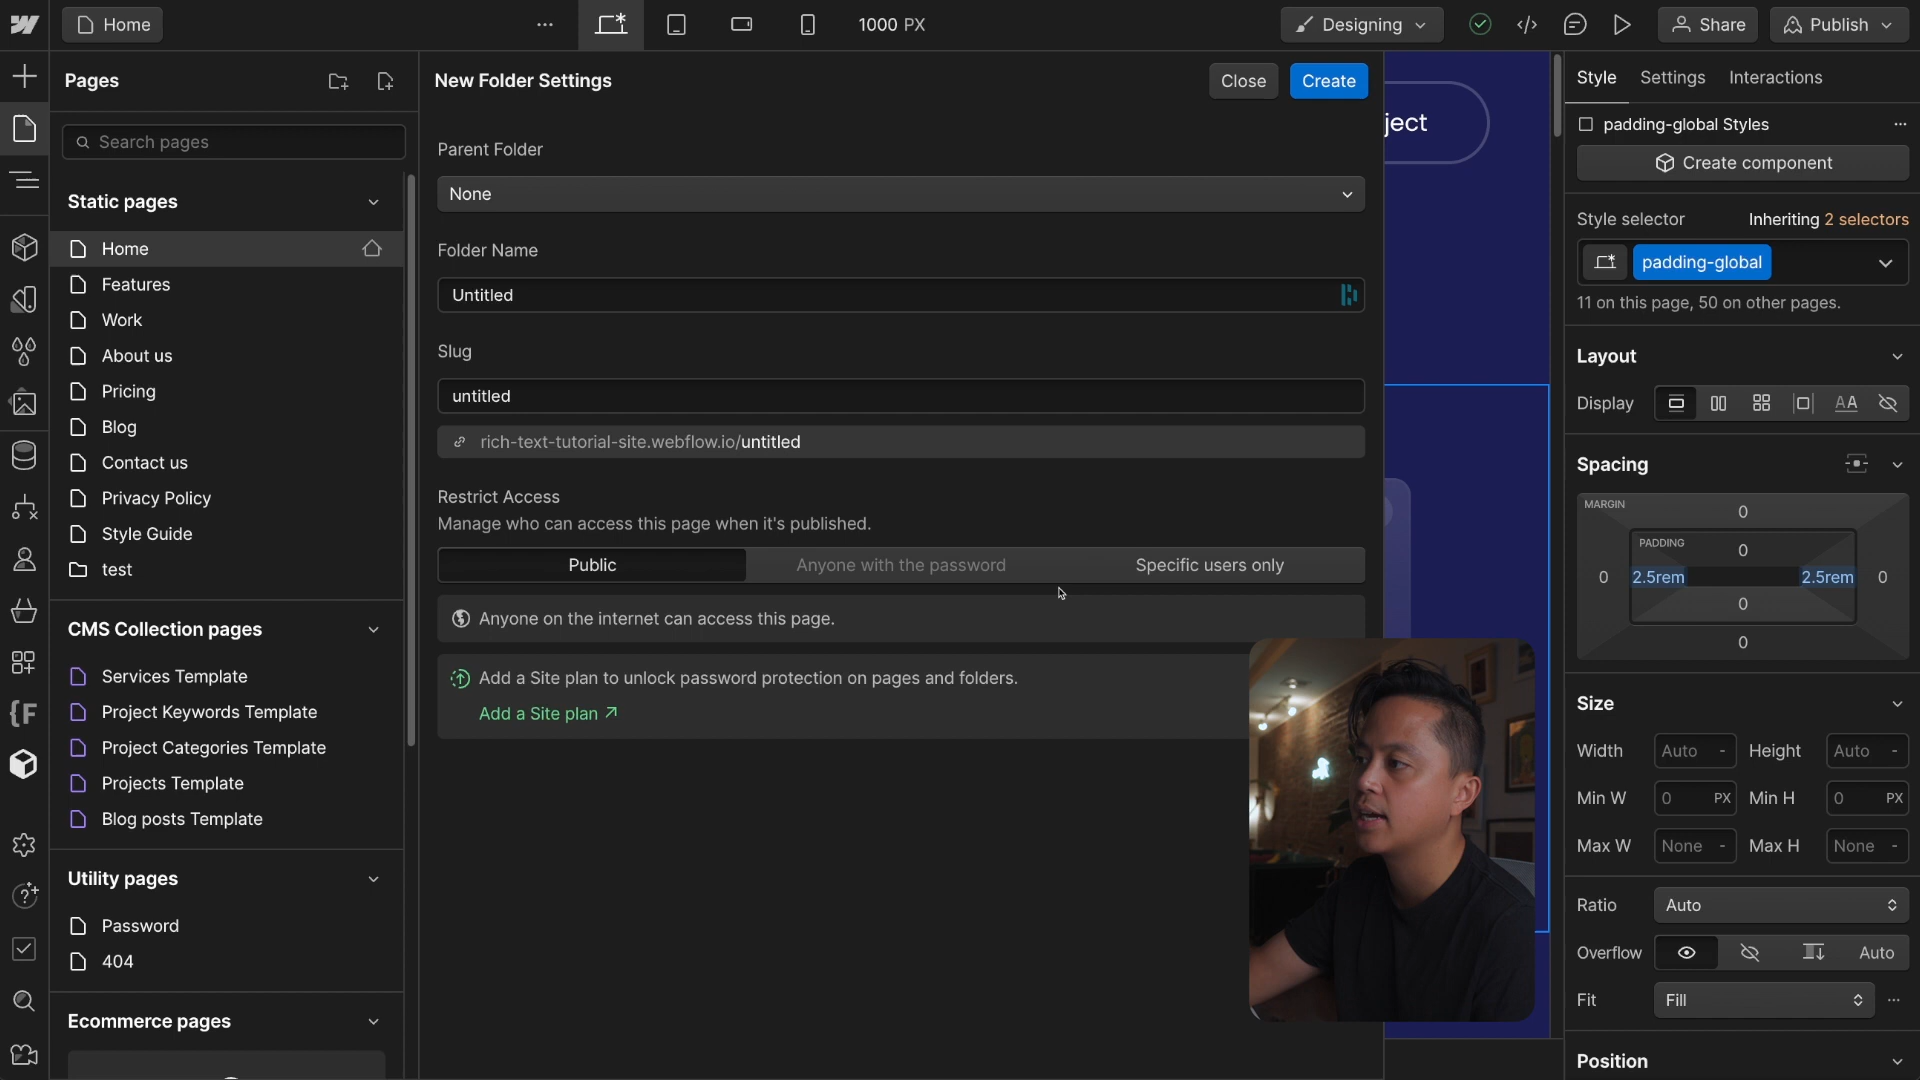 Home
1000 PX
Designing
Share
Publish
Pages
Search pages
Static pages
Home
Features
Work
About us
Pricing
Blog
Contact us
Privacy Policy
Style Guide
test
CMS Collection pages
Services Template
Project Keywords Template
Project Categories Template
Projects Template
Blog posts Template
Utility pages
Password
404
Ecommerce pages
New Folder Settings
Close
Create
Parent Folder
None
Folder Name
Untitled
Slug
untitled
rich-text-tutorial-site.webflow.io/untitled
Restrict Access
Manage who can access this page when it's published.
Public
Anyone with the password
Specific users only
Anyone on the internet can access this page.
Add a Site plan to unlock password protection on pages and folders.
Add a Site plan
ject
Style Settings Interactions
padding-global Styles
Create component
Style selector
Inheriting 2 selectors
padding-global
11 on this page, 50 on other pages.
Layout
Display
AA
Spacing
MARGIN
0
PADDING
0
0 2.5rem 2.5rem 0
0
0
Size
Width Auto - Height Auto -
Min W 0 PX Min H 0 PX
Max W None - Max H None -
Ratio Auto
Overflow Auto
Fit Fill
Position